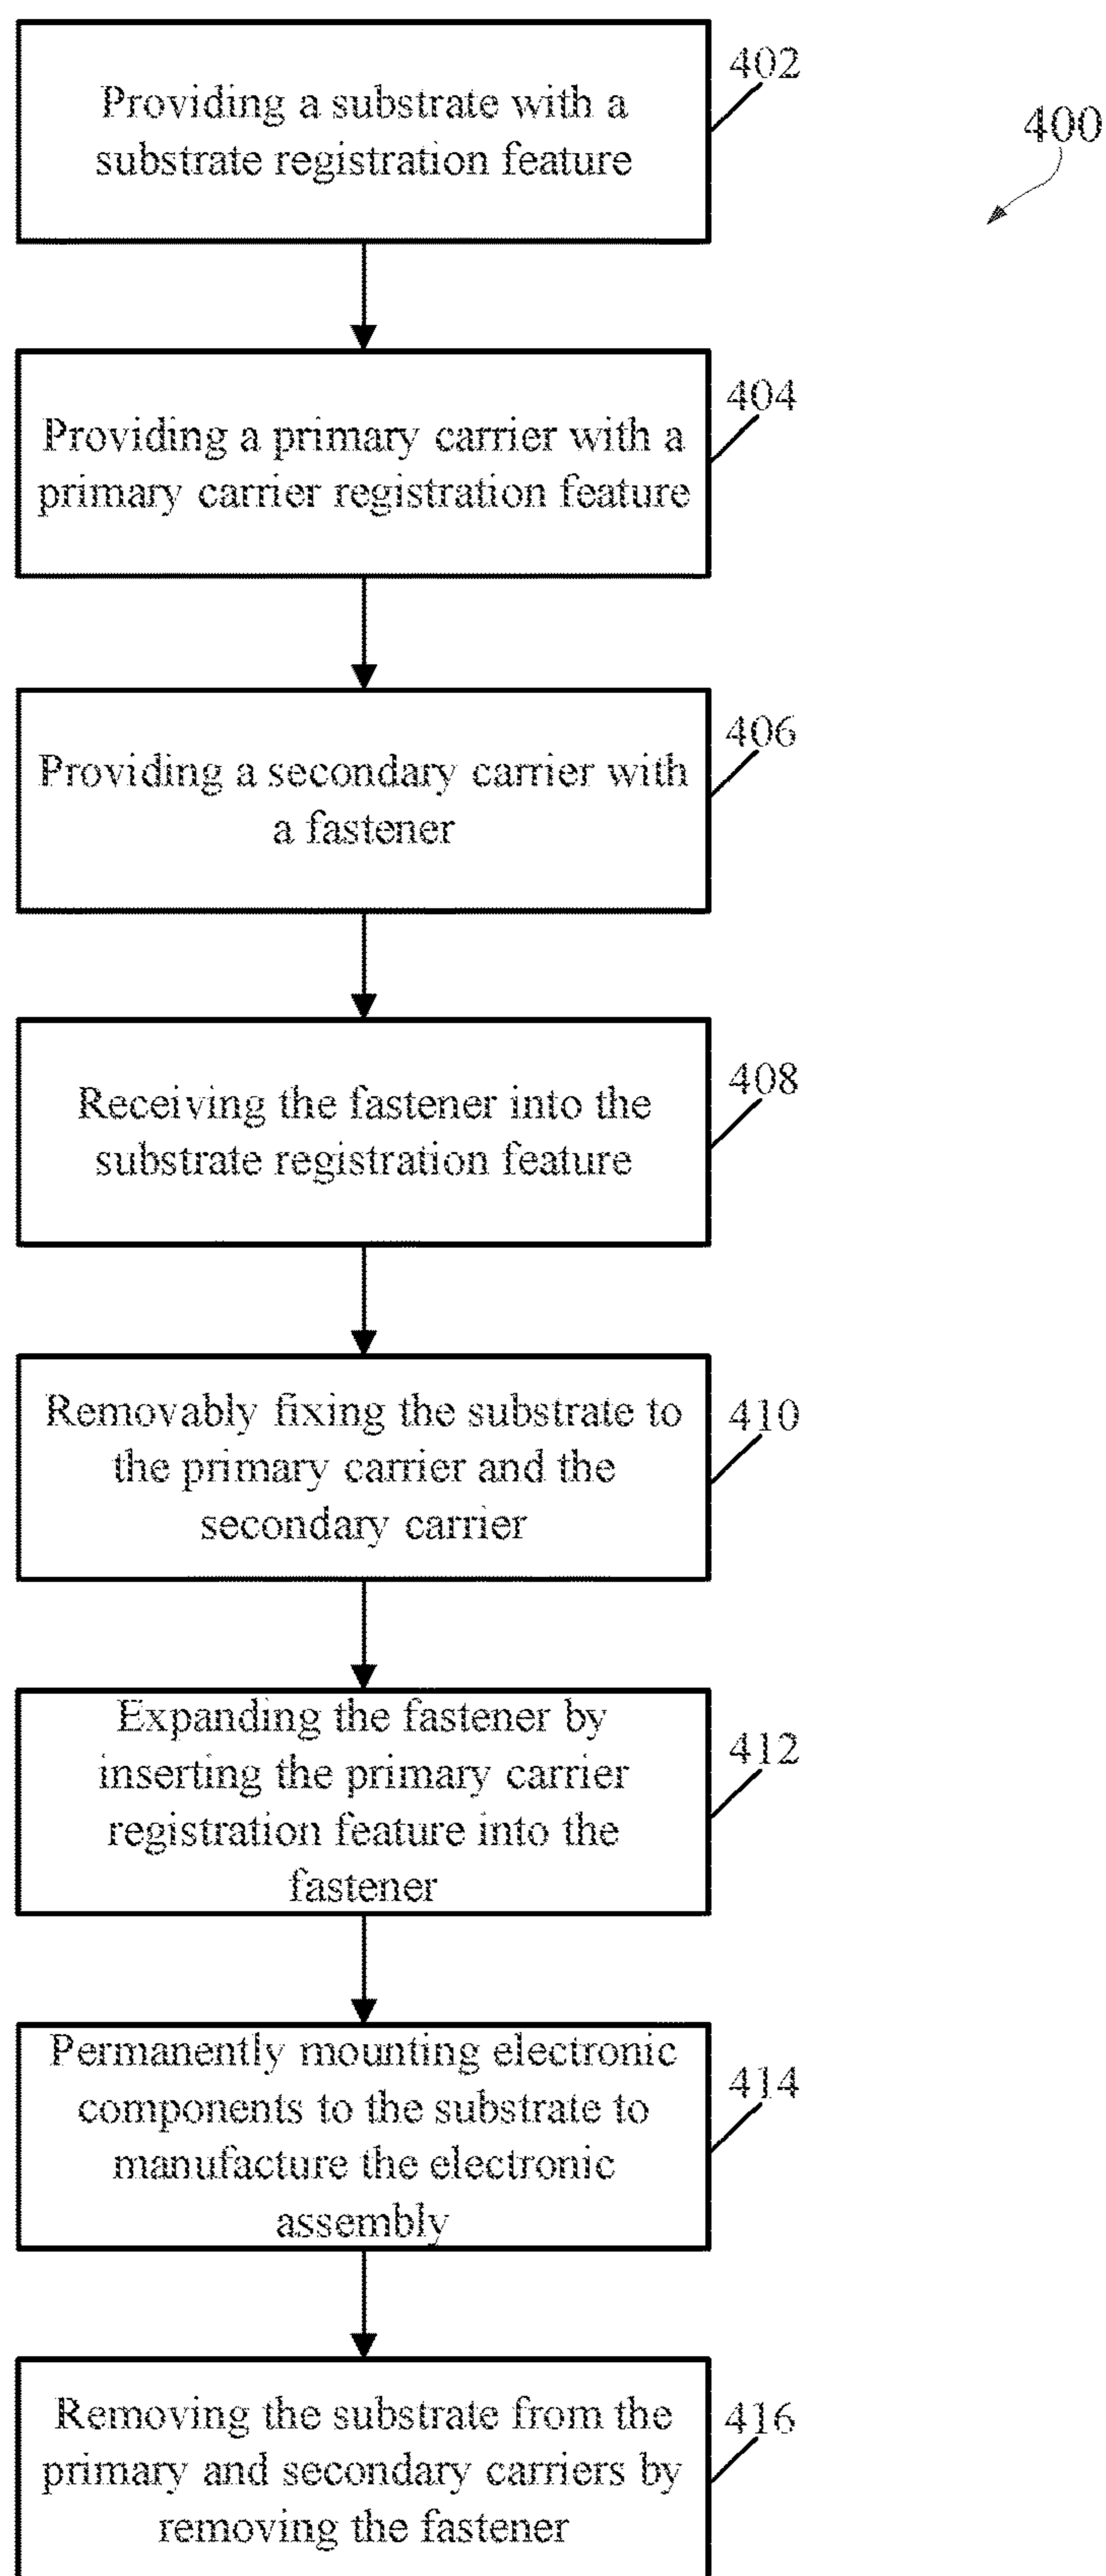 Providing a substrate with a
substrate registration feature
402
400
Providing a primary carrier with a
primary carrier registration feature
404
Providing a secondary carrier with
a fastener
406
Receiving the fastener into the
substrate registration feature
408
Removably fixing the substrate to
the primary carrier and the
secondary carrier
410
Expanding the fastener by
inserting the primary carrier
registration feature into the
fastener
412
Permanently mounting electronic
components to the substrate to
manufacture the electronic
assembly
414
Removing the substrate from the
primary and secondary carriers by
removing the fastener
416